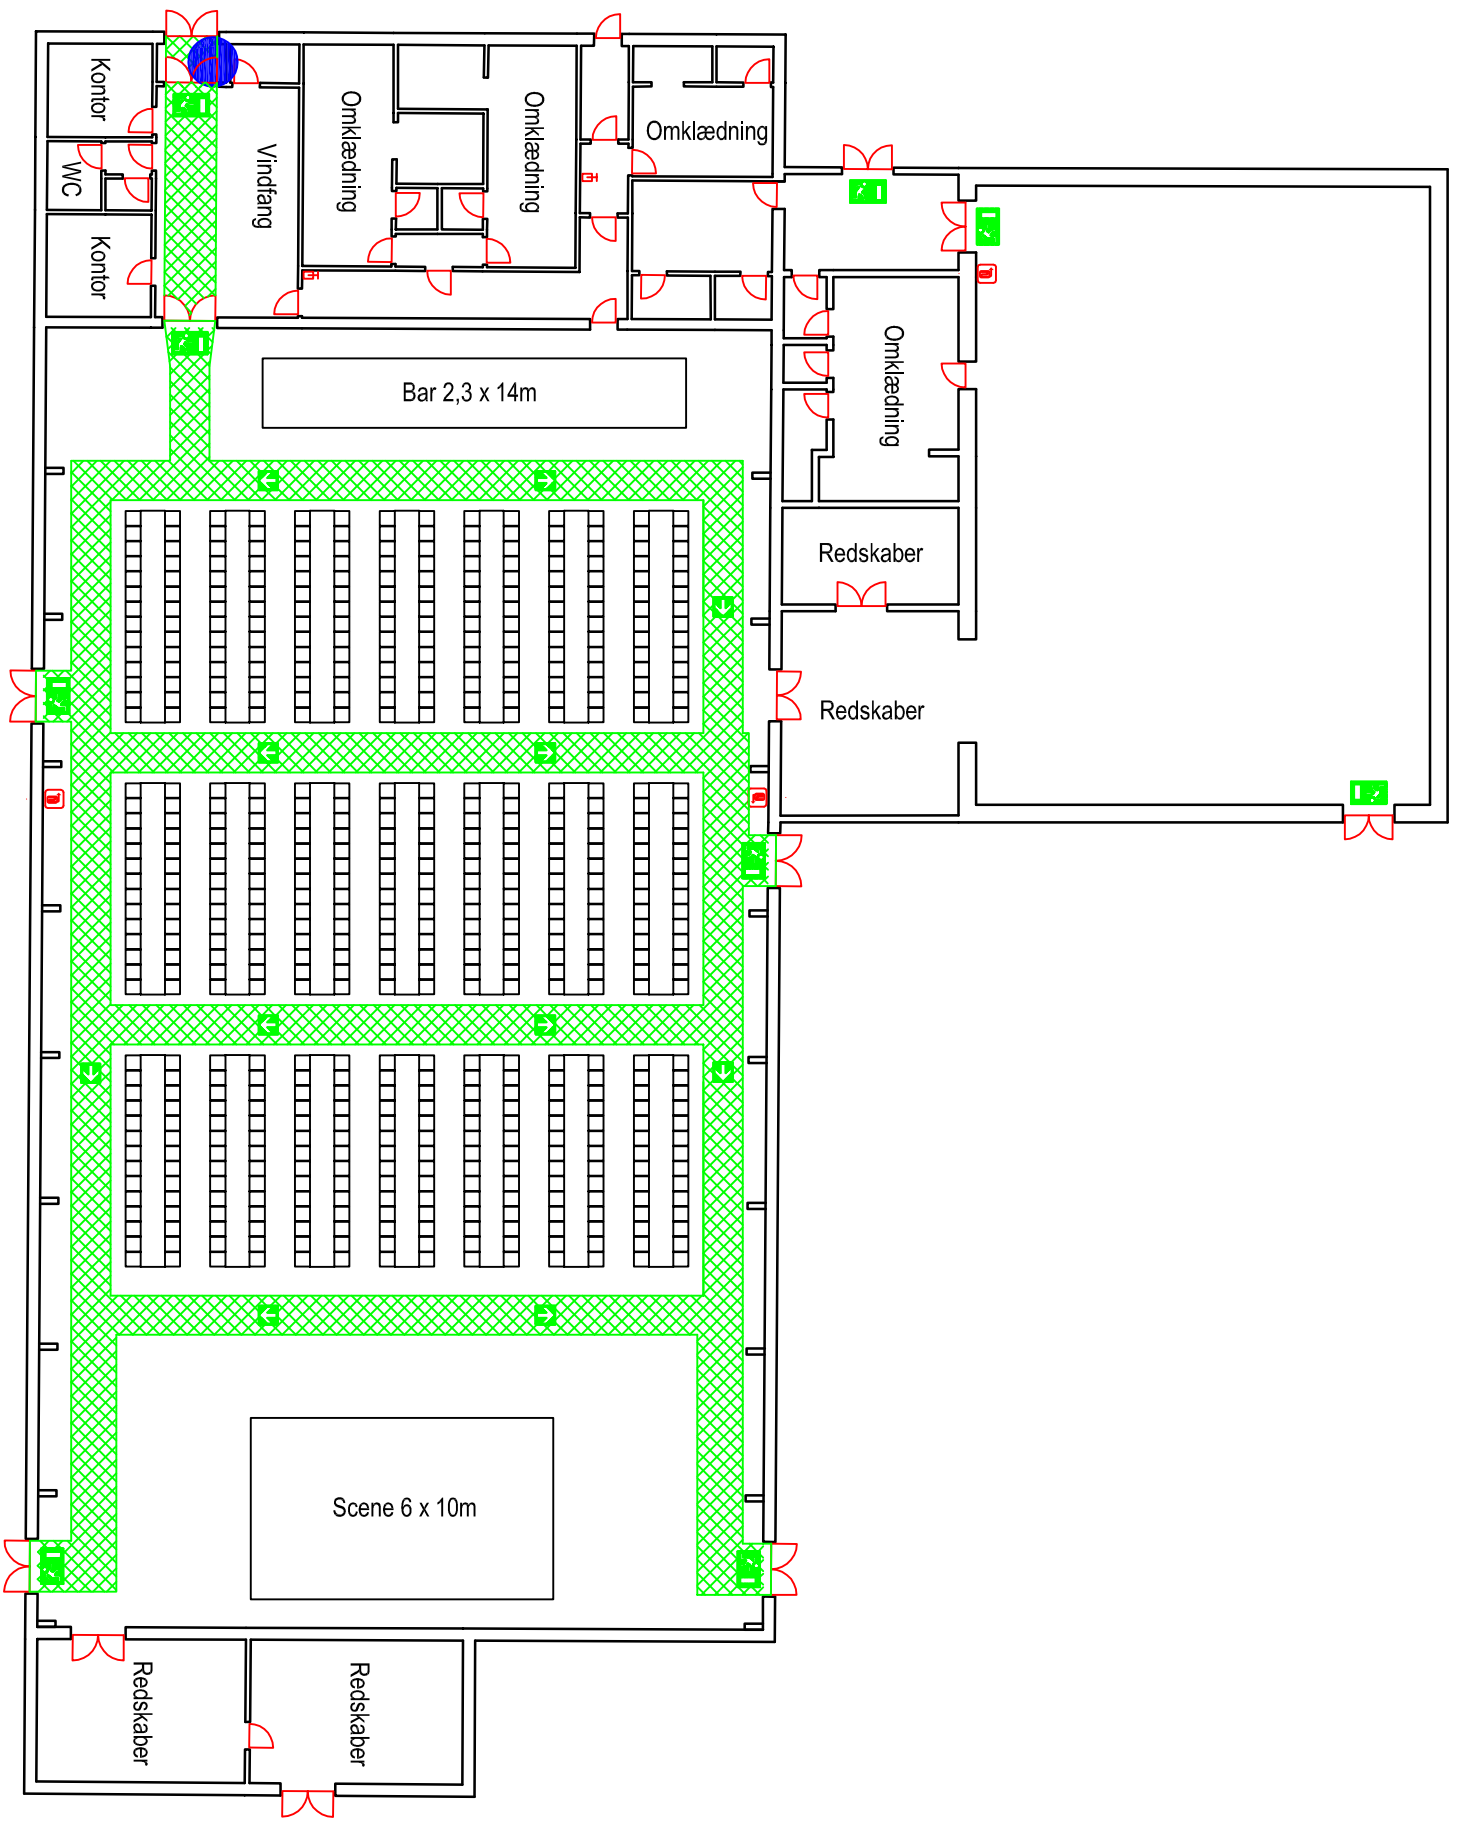 Kontor
WC
Kontor
Vindfang
Omklædning
Omklædning
Omklædning
Omklædning
Bar 2,3 x 14m
Redskaber
Redskaber
Scene 6 x 10m
Redskaber
Redskaber